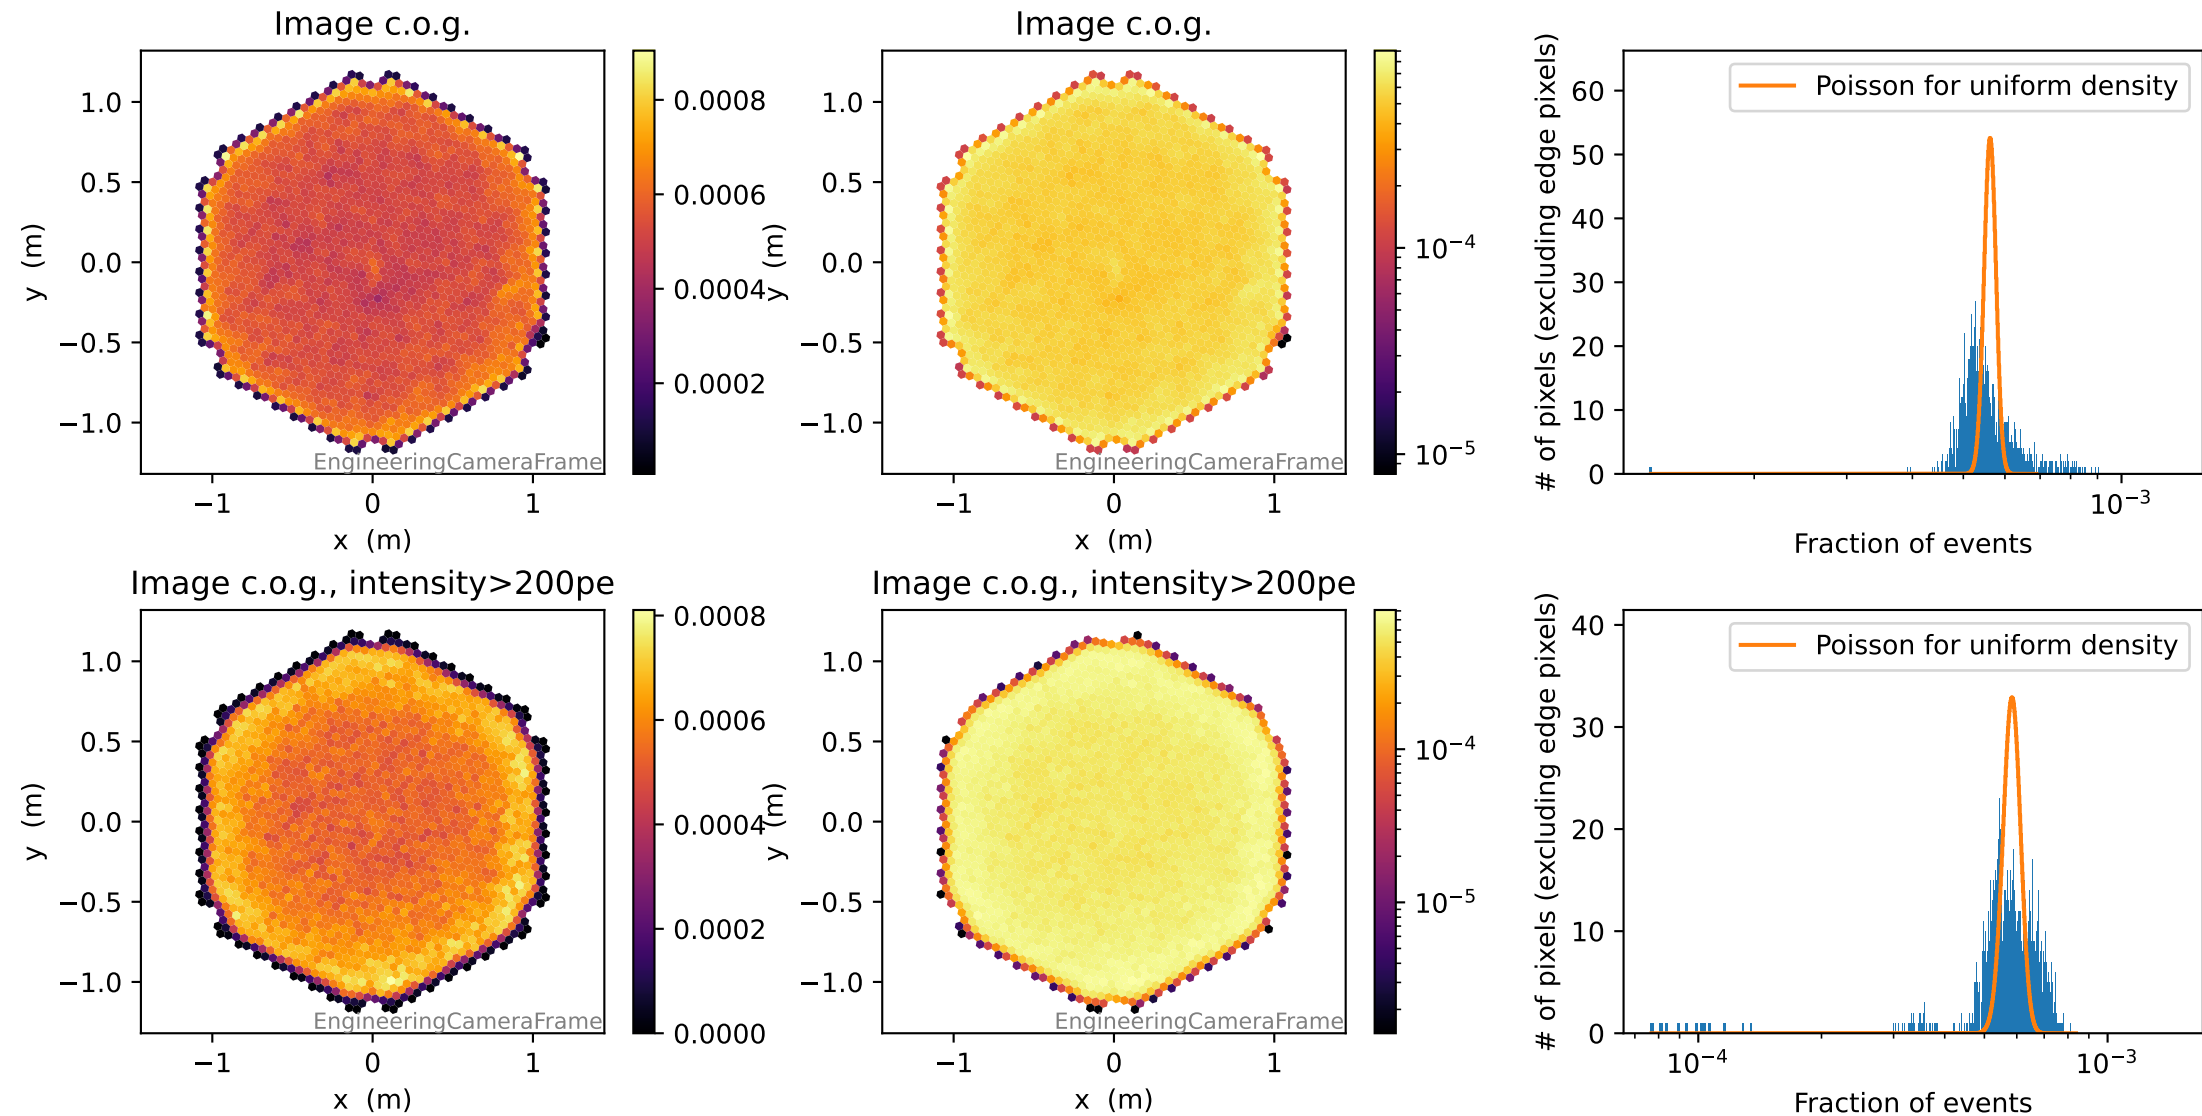 Image c.o.g.
1.0
0.5
0.0
−0.5
−1.0
y (m)
−1
0
1
x (m)
EngineeringCameraFrame
0.0008
0.0006
0.0004
0.0002
Image c.o.g.
1.0
0.5
0.0
−0.5
−1.0
y (m)
−1
0
1
x (m)
EngineeringCameraFrame
10⁻⁴
10⁻⁵
Poisson for uniform density
60
50
40
30
20
10
0
# of pixels (excluding edge pixels)
10⁻³
Fraction of events
Image c.o.g., intensity>200pe
1.0
0.5
0.0
−0.5
−1.0
y (m)
−1
0
1
x (m)
EngineeringCameraFrame
0.0008
0.0006
0.0004
0.0002
0.0000
Image c.o.g., intensity>200pe
1.0
0.5
0.0
−0.5
−1.0
y (m)
−1
0
1
x (m)
EngineeringCameraFrame
10⁻⁴
10⁻⁵
Poisson for uniform density
40
30
20
10
0
# of pixels (excluding edge pixels)
10⁻⁴
10⁻³
Fraction of events